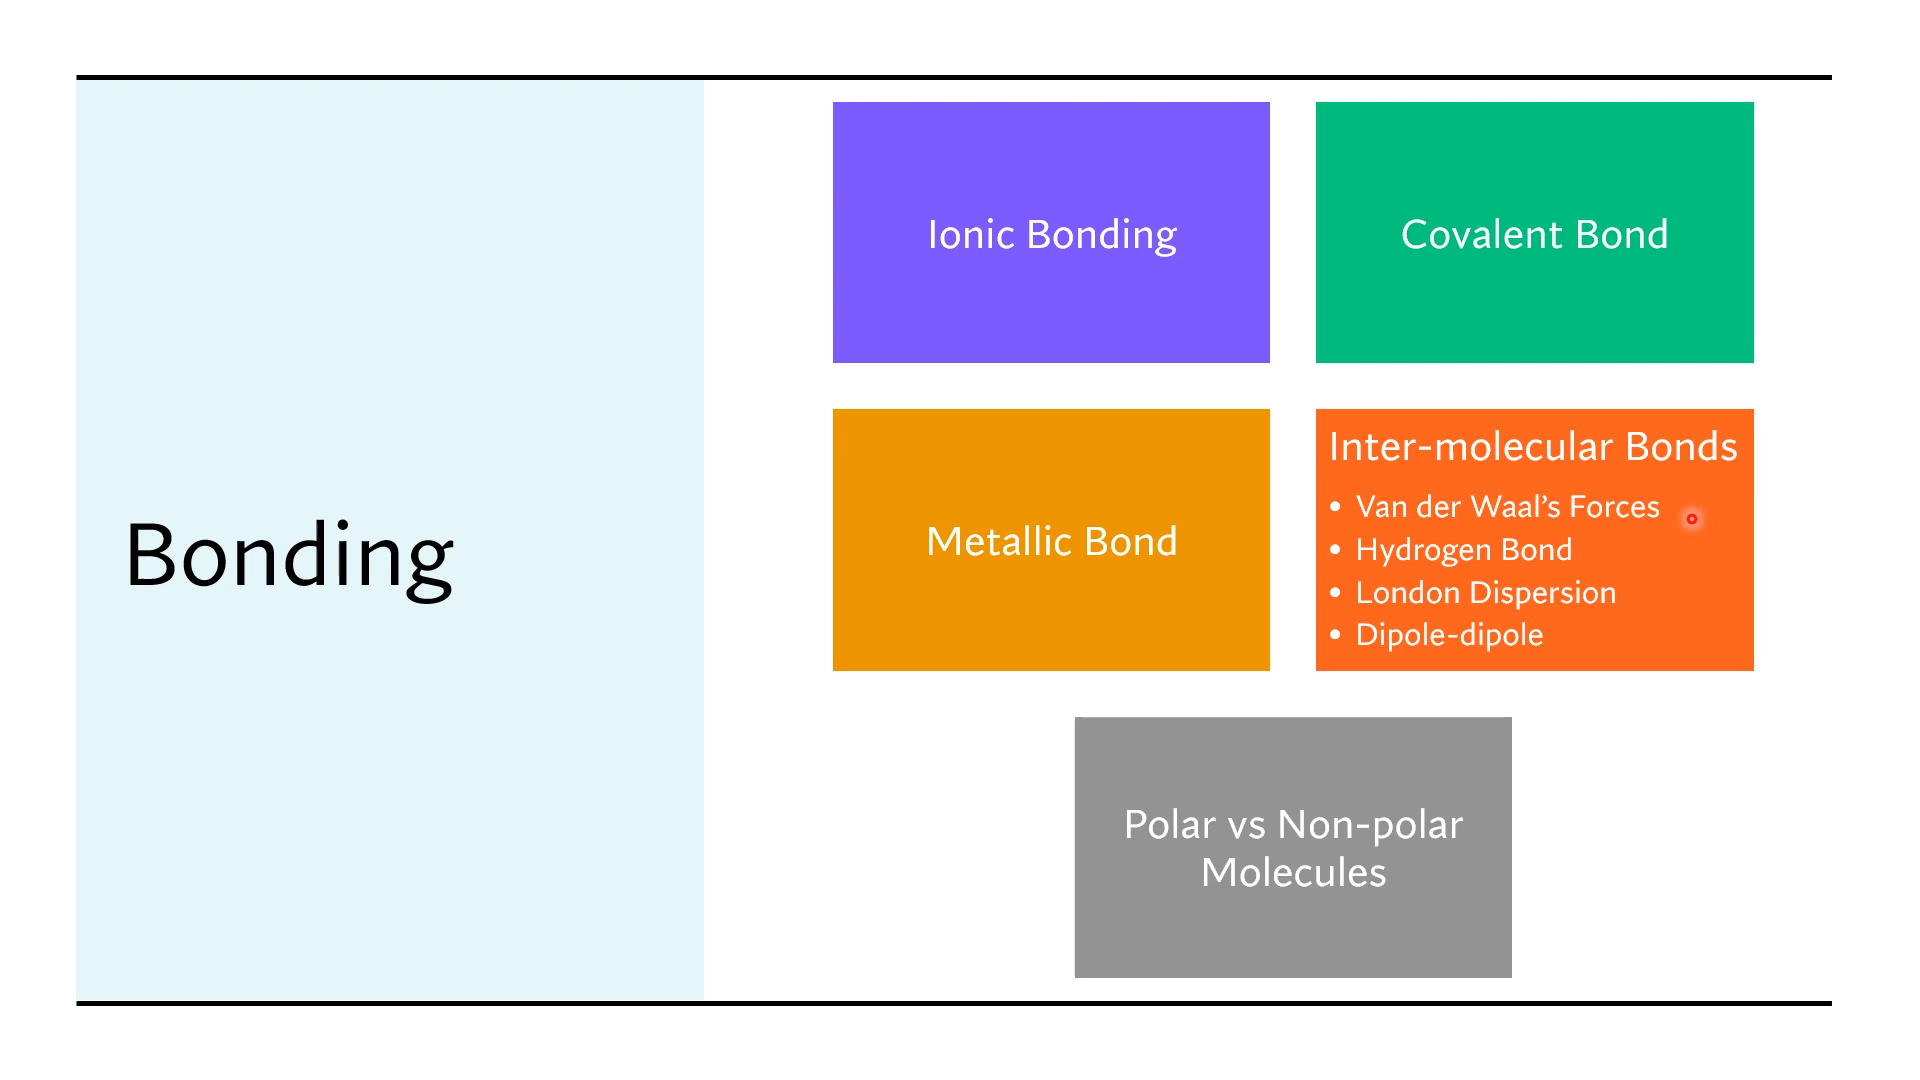 Bonding
Ionic Bonding
Covalent Bond
Metallic Bond
Inter-molecular Bonds
• Van der Waal’s Forces
• Hydrogen Bond
• London Dispersion
• Dipole-dipole
Polar vs Non-polar
Molecules